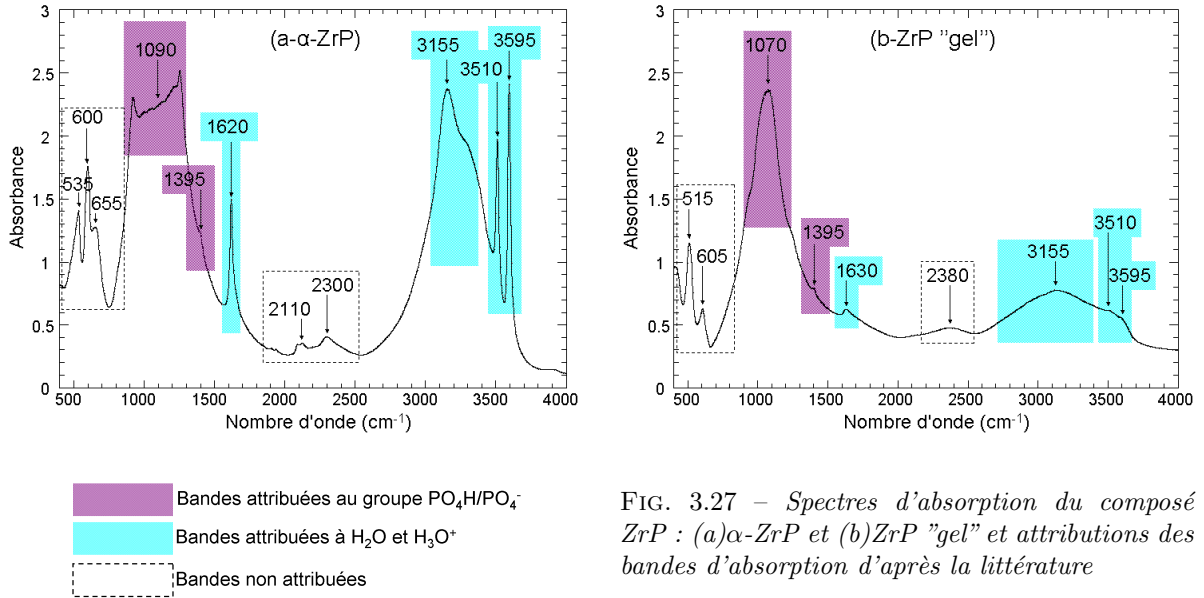 (a-α-ZrP)
3
2.5
2
1.5
1
0.5
0
Absorbance
535
600
655
1090
1395
1620
2110
2300
3155
3510
3595
500 1000 1500 2000 2500 3000 3500 4000
Nombre d'onde (cm-1)
(b-ZrP "gel")
3
2.5
2
1.5
1
0.5
0
Absorbance
515
605
1070
1395
1630
2380
3155
3510
3595
500 1000 1500 2000 2500 3000 3500 4000
Nombre d'onde (cm-1)
Bandes attribuées au groupe PO4H/PO4-
Bandes attribuées à H2O et H3O+
Bandes non attribuées
FIG. 3.27 – Spectres d'absorption du composé
ZrP : (a)α-ZrP et (b)ZrP "gel" et attributions des
bandes d'absorption d'après la littérature